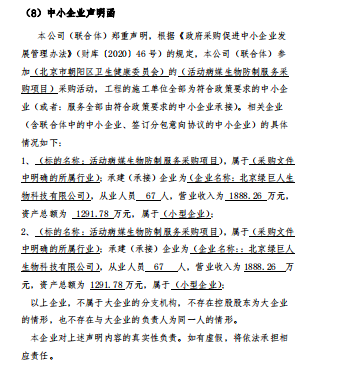 （8）中小企业声明函
本公司（联合体）郑重声明，根据《政府采购促进中小企业发
展管理办法》（财库〔2020〕46号）的规定，本公司（联合体）参
加（北京市朝阳区卫生健康委员会）的（活动病媒生物防制服务采
购项目）采购活动，工程的施工单位全部为符合政策要求的中小企
业（或者：服务全部由符合政策要求的中小企业承接）。相关企业
（含联合体中的中小企业、签订分包意向协议的中小企业）的具体
情况如下：
1、（标的名称：活动病媒生物防制服务采购项目），属于（采购文件
中明确的所属行业）；承建（承接）企业为（企业名称：北京绿巨人生
物科技有限公司），从业人员 67 人，营业收入为 1888.26 万元，
资产总额为 1291.78 万元，属于（小型企业）；
2、（标的名称：活动病媒生物防制服务采购项目），属于（采购文件
中明确的所属行业）；承建（承接）企业为（企业名称：：北京绿巨人
生物科技有限公司），从业人员 67 人，营业收入为1888.26 万
元，资产总额为 1291.78 万元，属于（小型企业）；
以上企业，不属于大企业的分支机构，不存在控股股东为大企业
的情形，也不存在与大企业的负责人为同一人的情形。
本企业对上述声明内容的真实性负责。如有虚假，将依法承担相
应责任。